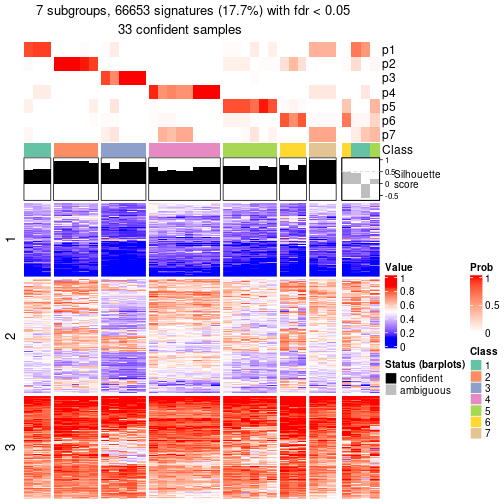 7 subgroups, 66653 signatures (17.7%) with fdr < 0.05
33 confident samples
p1
p2
p3
p4
p5
p6
p7
Class
1
0.5
0
-0.5
Silhouette
score
1
2
3
Value
1
0.8
0.6
0.4
0.2
0
Status (barplots)
confident
ambiguous
Prob
1
0.5
0
Class
1
2
3
4
5
6
7